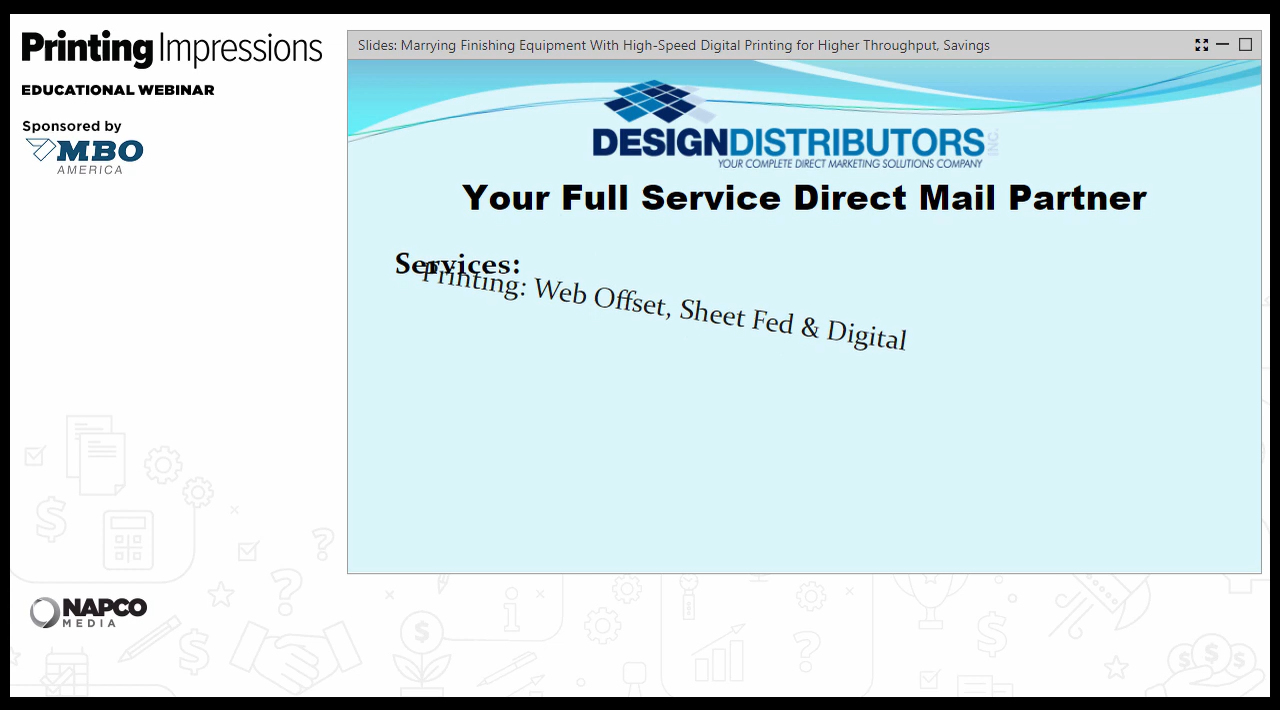 Printing Impressions
EDUCATIONAL WEBINAR
Sponsored by
MBO
AMERICA
NAPCO
MEDIA
Slides: Marrying Finishing Equipment With High-Speed Digital Printing for Higher Throughput, Savings
DESIGNDISTRIBUTORS INC.
YOUR COMPLETE DIRECT MARKETING SOLUTIONS COMPANY
Your Full Service Direct Mail Partner
Services:
Printing: Web Offset, Sheet Fed & Digital